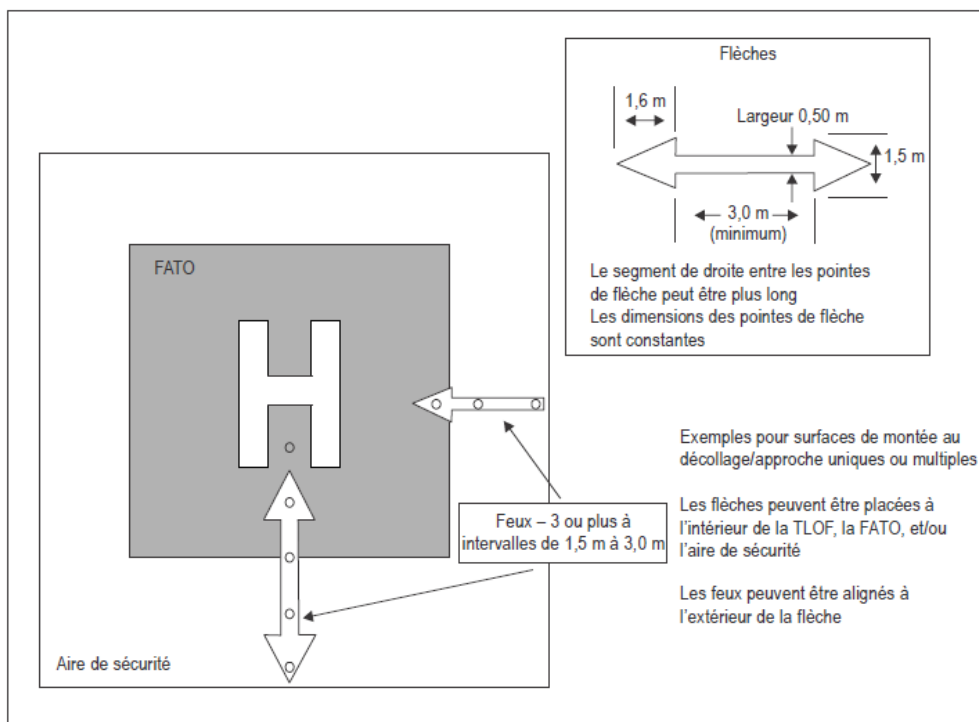 Flèches
1,6 m
Largeur 0,50 m
1,5 m
3,0 m
(minimum)
Le segment de droite entre les pointes
de flèche peut être plus long
Les dimensions des pointes de flèche
sont constantes
FATO
H
Exemples pour surfaces de montée au
décollage/approche uniques ou multiples
Les flèches peuvent être placées à
l'intérieur de la TLOF, la FATO, et/ou
l'aire de sécurité
Les feux peuvent être alignés à
l'extérieur de la flèche
Feux – 3 ou plus à
intervalles de 1,5 m à 3,0 m
Aire de sécurité